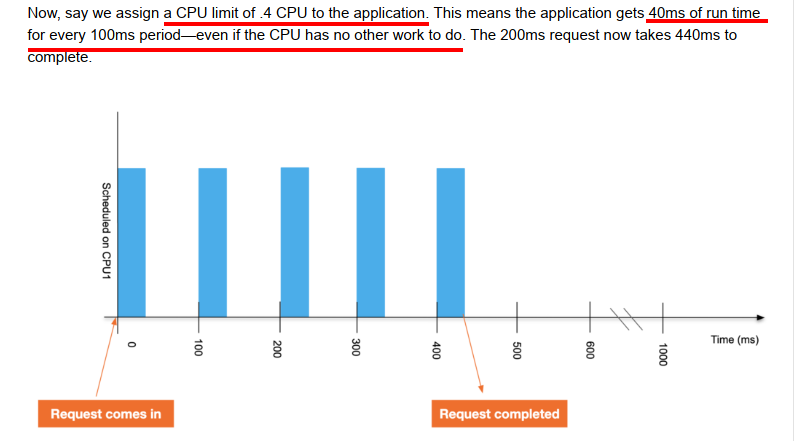 Now, say we assign a CPU limit of .4 CPU to the application. This means the application gets 40ms of run time
for every 100ms period—even if the CPU has no other work to do. The 200ms request now takes 440ms to
complete.
Scheduled on CPU1
0
100
200
300
400
500
600
1000
Time (ms)
Request comes in
Request completed